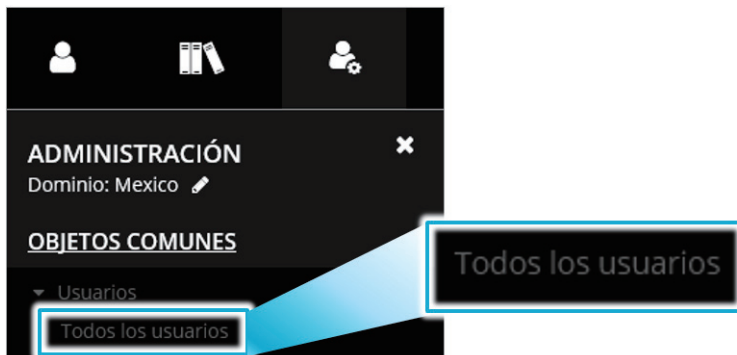 ADMINISTRACIÓN
Dominio: Mexico
OBJETOS COMUNES
Usuarios
Todos los usuarios
Todos los usuarios